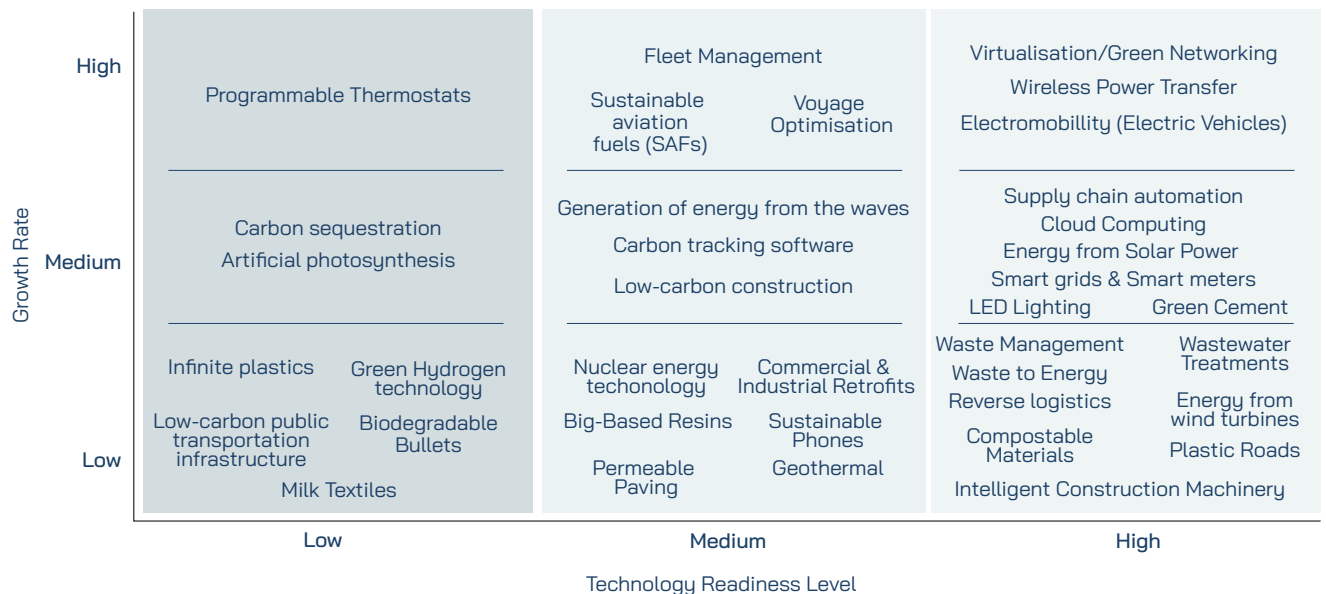 High
Programmable Thermostats
Fleet Management
Sustainable
aviation
fuels (SAFs)
Voyage
Optimisation
Virtualisation/Green Networking
Wireless Power Transfer
Electromobillity (Electric Vehicles)
Growth Rate
Medium
Carbon sequestration
Artificial photosynthesis
Generation of energy from the waves
Carbon tracking software
Low-carbon construction
Supply chain automation
Cloud Computing
Energy from Solar Power
Smart grids & Smart meters
LED Lighting
Green Cement
Low
Infinite plastics
Green Hydrogen
technology
Low-carbon public
transportation
infrastructure
Biodegradable
Bullets
Milk Textiles
Nuclear energy
techonology
Commercial &
Industrial Retrofits
Big-Based Resins
Sustainable
Phones
Permeable
Paving
Geothermal
Waste Management
Wastewater
Treatments
Waste to Energy
Reverse logistics
Energy from
wind turbines
Compostable
Materials
Plastic Roads
Intelligent Construction Machinery
Low
Medium
High
Technology Readiness Level